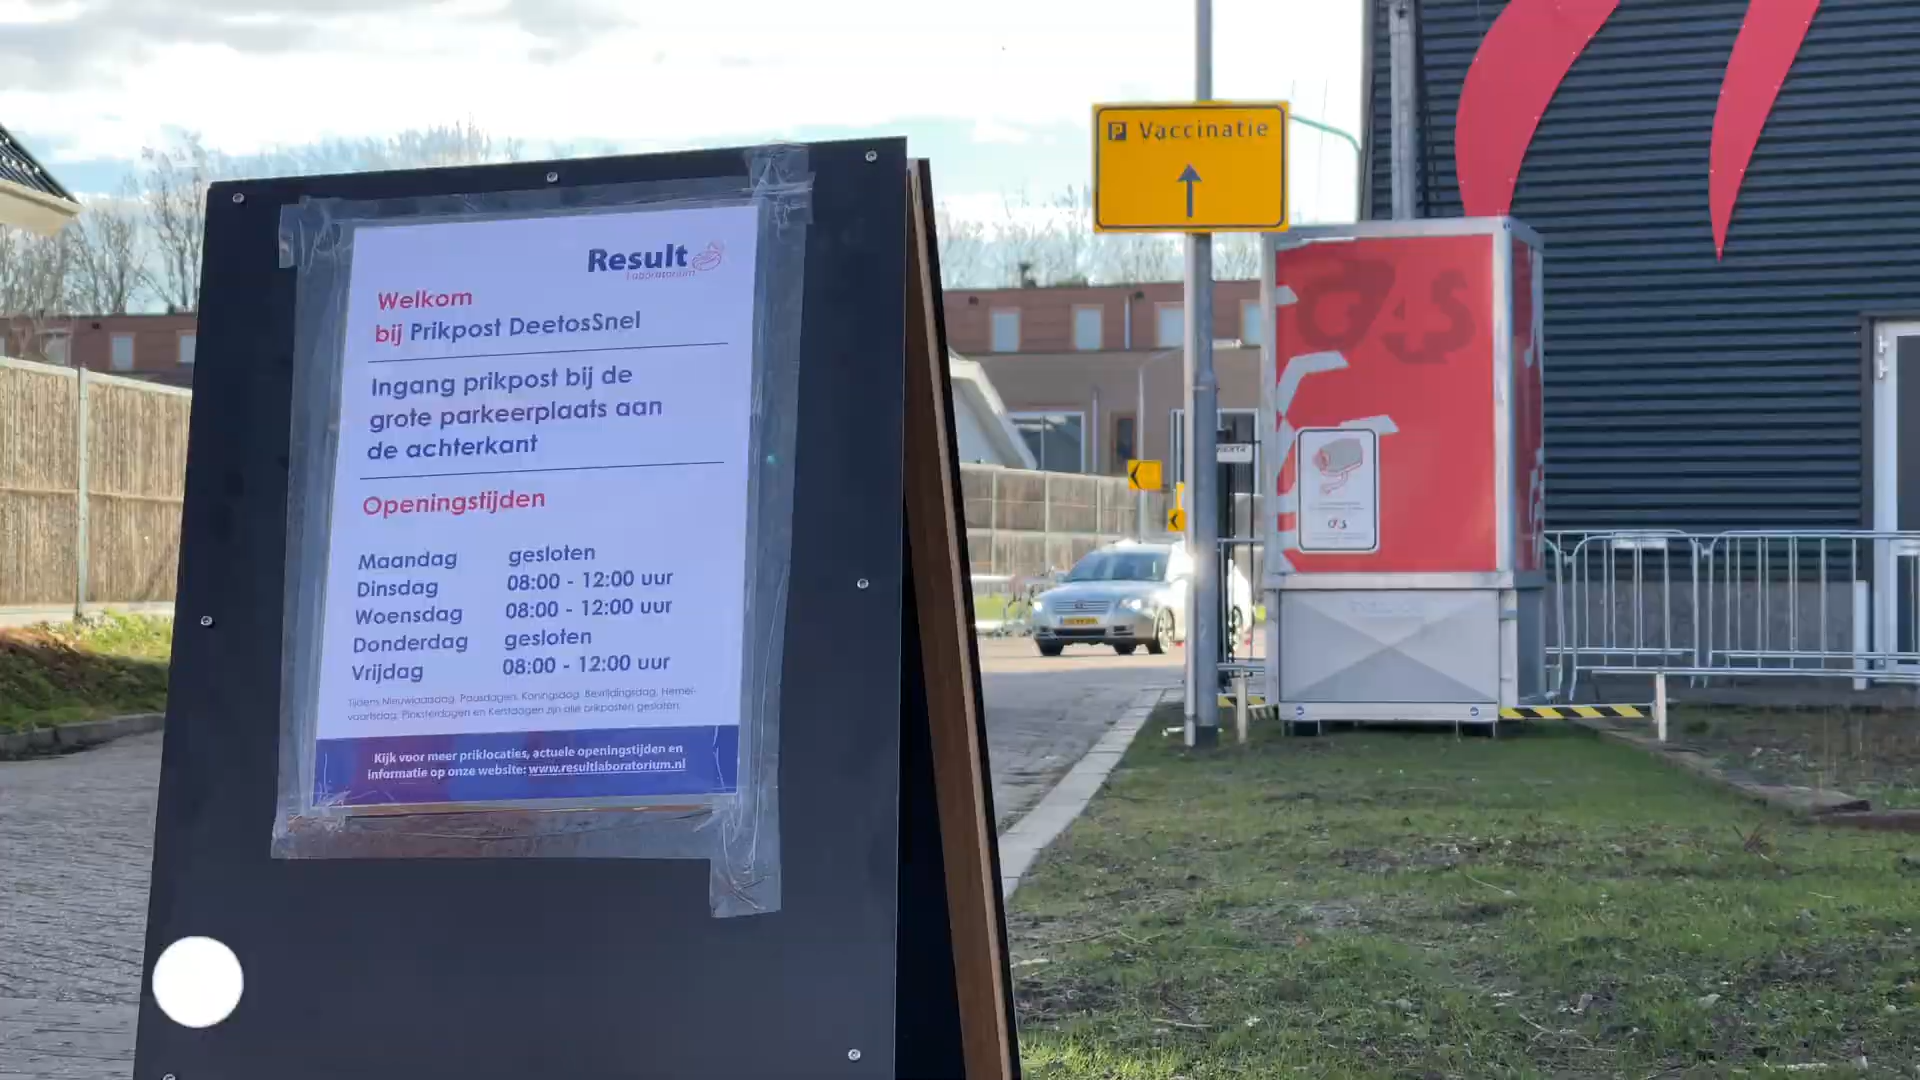 Result
Laboratorium
Welkom
bij Prikpost DeetosSnel
Ingang prikpost bij de
grote parkeerplaats aan
de achterkant
Openingstijden
Maandag gesloten
Dinsdag 08:00 - 12:00 uur
Woensdag 08:00 - 12:00 uur
Donderdag gesloten
Vrijdag 08:00 - 12:00 uur
Tijdens Nieuwjaarsdag, Paasdagen, Koningsdag, Bevrijdingsdag, Hemel-
vaartsdag, Pinksterdagen en Kerstdagen zijn alle prikposten gesloten.
Kijk voor meer priklocaties, actuele openingstijden en
informatie op onze website: www.resultlaboratorium.nl
P Vaccinatie
G4S
G4S